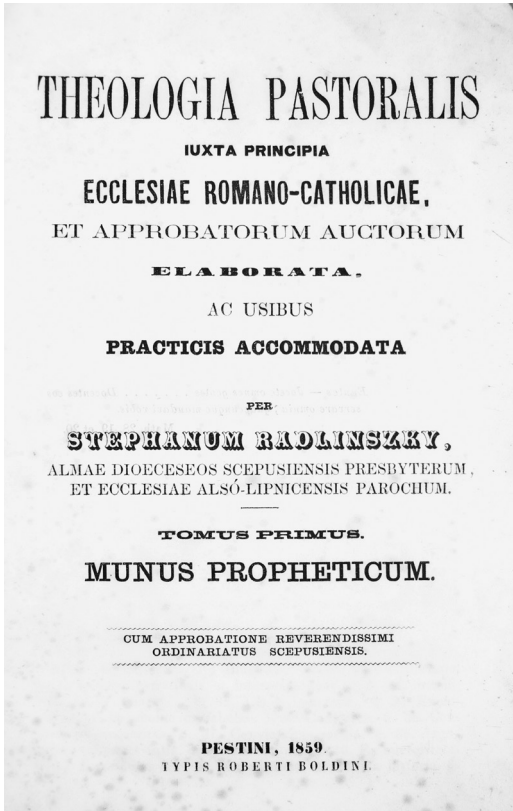 THEOLOGIA PASTORALIS
IUXTA PRINCIPIA
ECCLESIAE ROMANO-CATHOLICAE,
ET APPROBATORUM AUCTORUM
ELABORATA,
AC USIBUS
PRACTICIS ACCOMMODATA
PER
STEPHANUM RADLINSZKY,
ALMAE DIOECESEOS SCEPUSIENSIS PRESBYTERUM,
ET ECCLESIAE ALSÓ-LIPNICENSIS PAROCHUM.
TOMUS PRIMUS.
MUNUS PROPHETICUM.
CUM APPROBATIONE REVERENDISSIMI
ORDINARIATUS SCEPUSIENSIS.
PESTINI, 1859.
TYPIS ROBERTI BOLDINI.